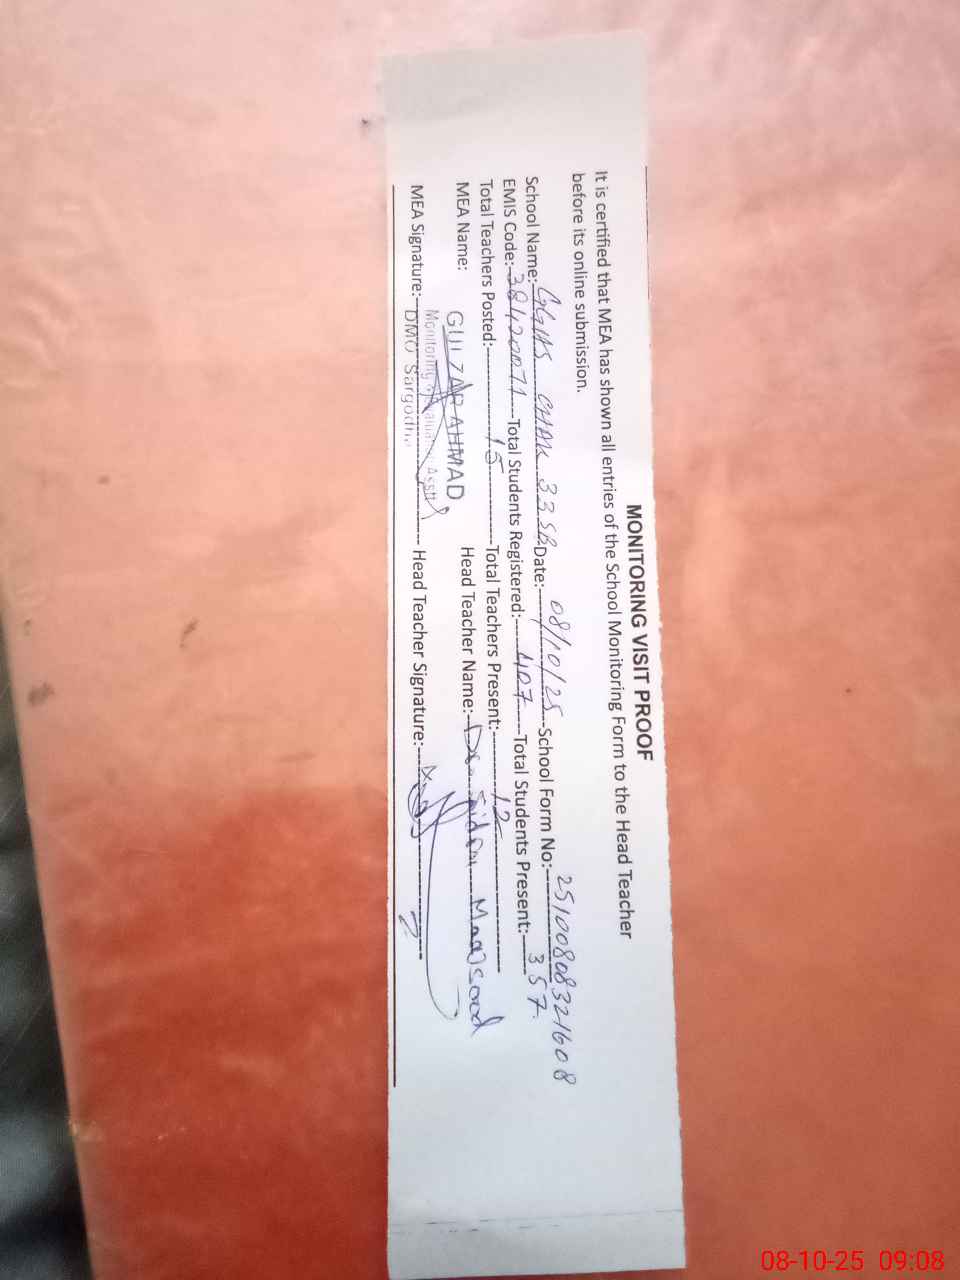 MONITORING VISIT PROOF
It is certified that MEA has shown all entries of the School Monitoring Form to the Head Teacher
before its online submission.
School Name: GGHS CHAK 33 SB Date: 08/10/25 School Form No: 25100808321608
EMIS Code: 38420071 Total Students Registered: 407 Total Students Present: 357.
Total Teachers Posted: 15 Total Teachers Present: 12
MEA Name: GULZAR AHMAD Head Teacher Name: Maqsood
Monitoring Asstt
MEA Signature: Head Teacher Signature:
DMO Sargodha
08-10-25 09:08